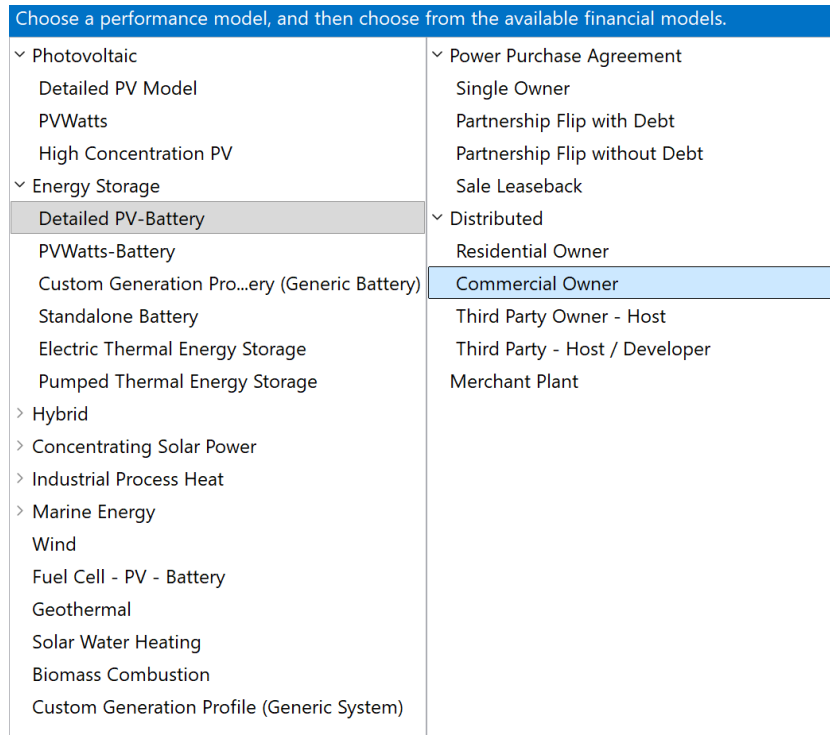 Choose a performance model, and then choose from the available financial models.
Photovoltaic
Detailed PV Model
PVWatts
High Concentration PV
Energy Storage
Detailed PV-Battery
PVWatts-Battery
Custom Generation Pro...ery (Generic Battery)
Standalone Battery
Electric Thermal Energy Storage
Pumped Thermal Energy Storage
Hybrid
Concentrating Solar Power
Industrial Process Heat
Marine Energy
Wind
Fuel Cell - PV - Battery
Geothermal
Solar Water Heating
Biomass Combustion
Custom Generation Profile (Generic System)
Power Purchase Agreement
Single Owner
Partnership Flip with Debt
Partnership Flip without Debt
Sale Leaseback
Distributed
Residential Owner
Commercial Owner
Third Party Owner - Host
Third Party - Host / Developer
Merchant Plant